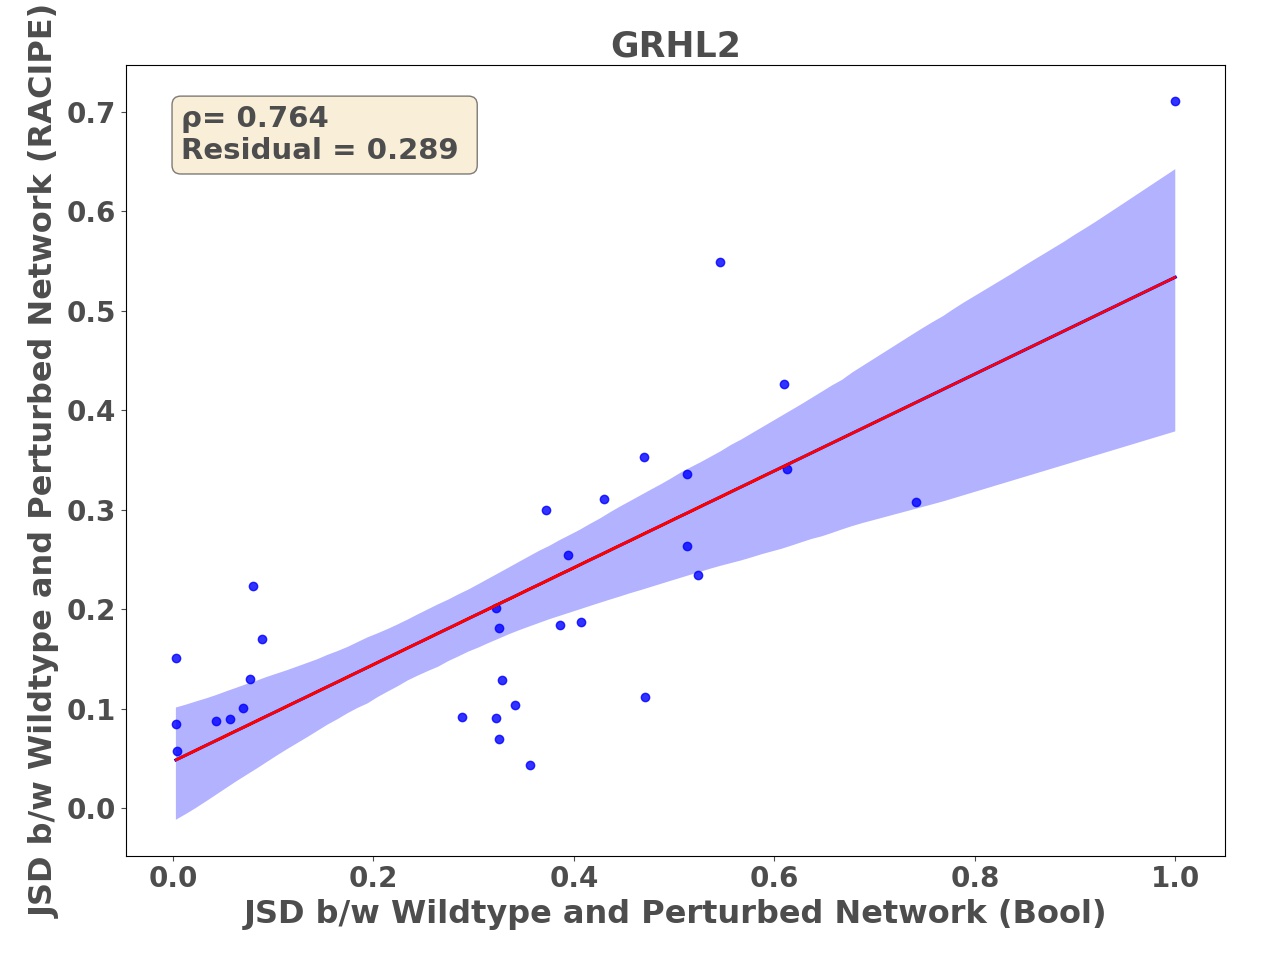 GRHL2
ρ= 0.764
Residual = 0.289
JSD b/w Wildtype and Perturbed Network (RACIPE)
0.7
0.6
0.5
0.4
0.3
0.2
0.1
0.0
0.0 0.2 0.4 0.6 0.8 1.0
JSD b/w Wildtype and Perturbed Network (Bool)